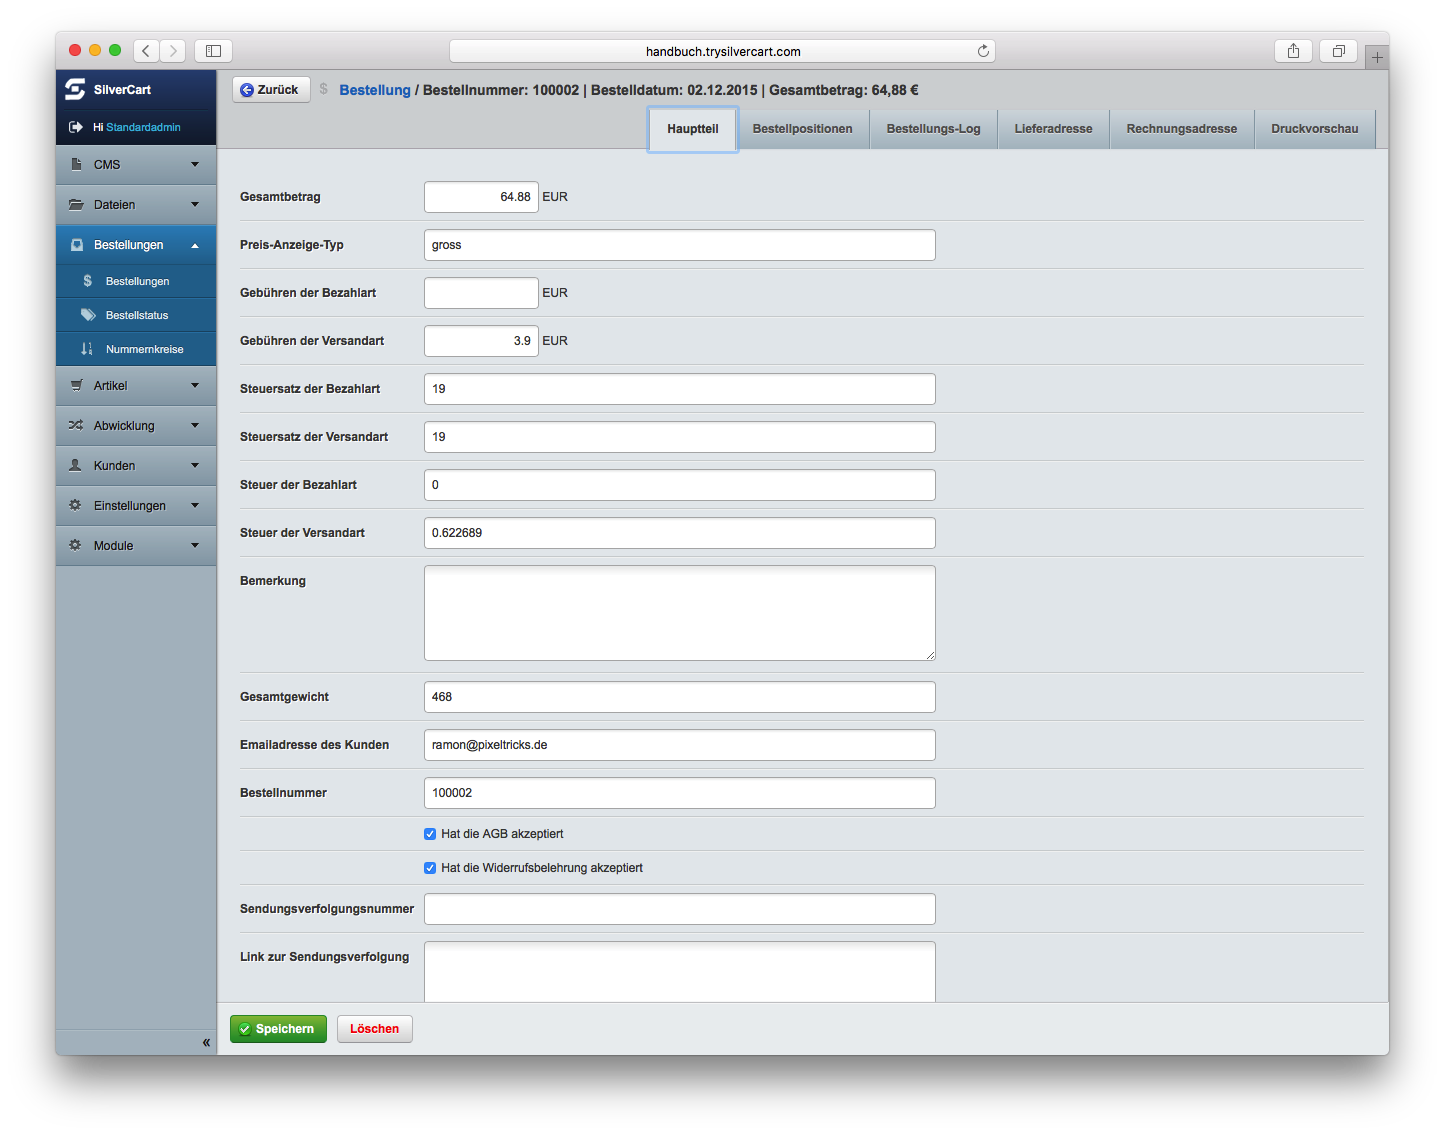 handbuch.trysilvercart.com
SilverCart
Hi Standardadmin
CMS
Dateien
Bestellungen
$ Bestellungen
Bestellstatus
Nummernkreise
Artikel
Abwicklung
Kunden
Einstellungen
Module
«
Zurück $ Bestellung / Bestellnummer: 100002 | Bestelldatum: 02.12.2015 | Gesamtbetrag: 64,88 €
Hauptteil Bestellpositionen Bestellungs-Log Lieferadresse Rechnungsadresse Druckvorschau
Gesamtbetrag 64.88 EUR
Preis-Anzeige-Typ gross
Gebühren der Bezahlart EUR
Gebühren der Versandart 3.9 EUR
Steuersatz der Bezahlart 19
Steuersatz der Versandart 19
Steuer der Bezahlart 0
Steuer der Versandart 0.622689
Bemerkung
Gesamtgewicht 468
Emailadresse des Kunden ramon@pixeltricks.de
Bestellnummer 100002
Hat die AGB akzeptiert
Hat die Widerrufsbelehrung akzeptiert
Sendungsverfolgungsnummer
Link zur Sendungsverfolgung
Speichern Löschen